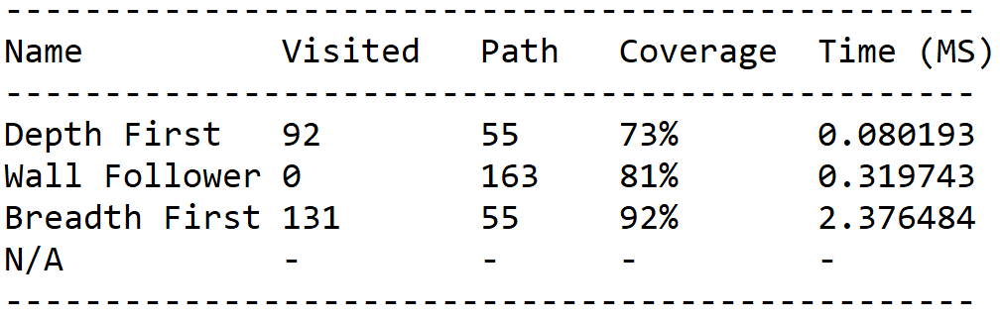 -------------------------------------------------
Name          Visited   Path   Coverage  Time (MS)
-------------------------------------------------
Depth First   92        55     73%       0.080193
Wall Follower 0         163    81%       0.319743
Breadth First 131       55     92%       2.376484
N/A           -         -      -         -
-------------------------------------------------